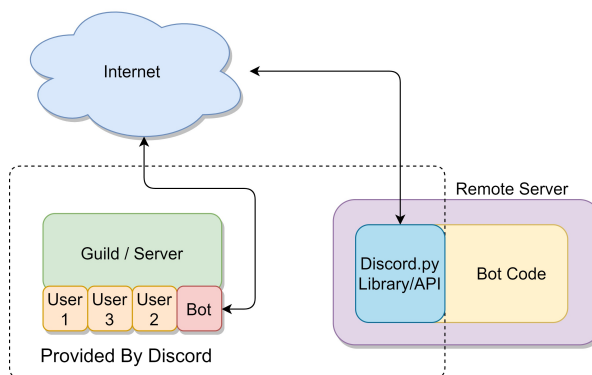 Internet
Remote Server
Guild / Server
Discord.py
Library/API
Bot Code
User
1
User
3
User
2
Bot
Provided By Discord